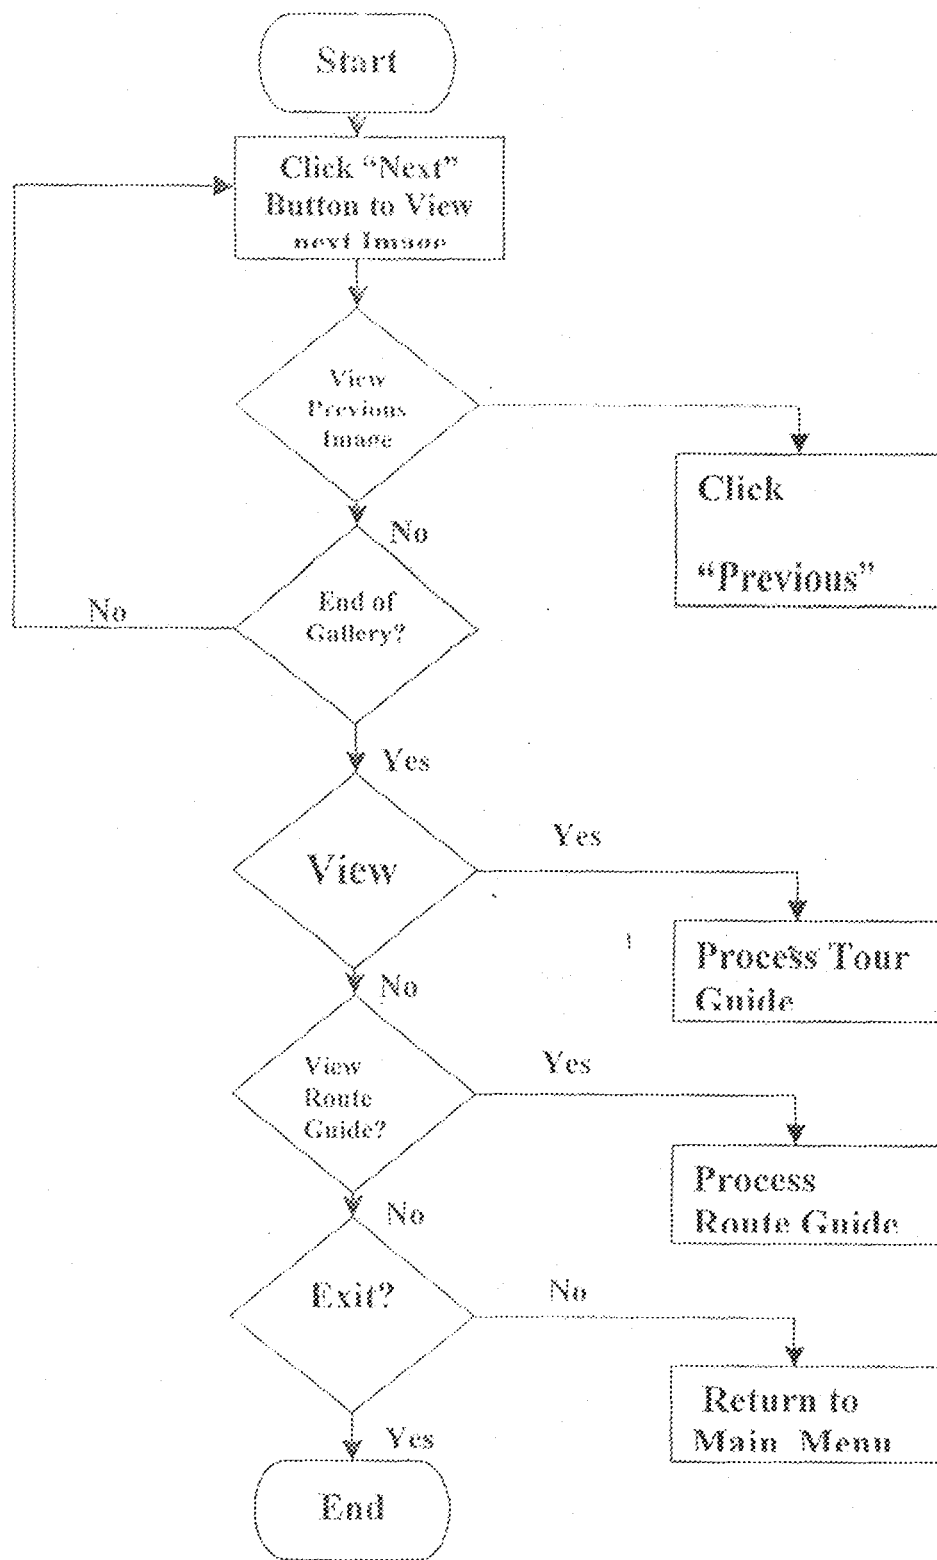 Start
Click “Next”
Button to View
next Image
View
Previous
Image
Click
“Previous”
No
End of
Gallery?
No
Yes
View
Yes
Process Tour
Guide
No
View
Route
Guide?
Yes
Process
Route Guide
No
Exit?
No
Return to
Main Menu
Yes
End